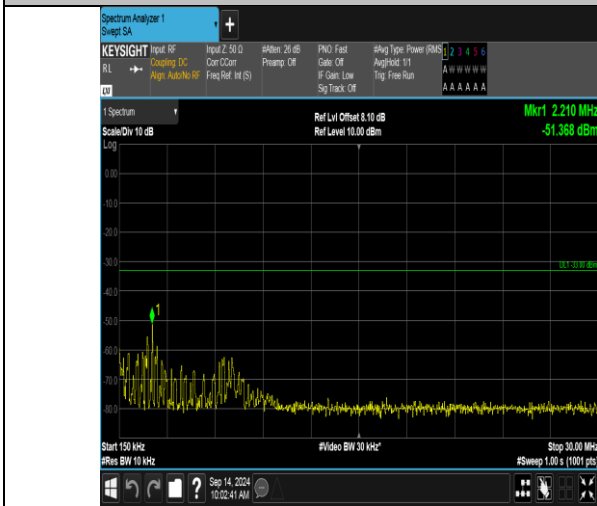 Spectrum Analyzer 1
Swept SA
+
KEYSIGHT
Input: RF
Input Z: 50 Ω
#Atten: 26 dB
PNO: Fast
#Avg Type: Power (RMS
1 2 3 4 5 6
RL
Coupling: DC
Corr CCorr
Preamp: Off
Gate: Off
Avg|Hold: 1/1
A W W W W W
Align: Auto/No RF
Freq Ref: Int (S)
IF Gain: Low
Trig: Free Run
Sig Track: Off
A A A A A A
LXI
1 Spectrum
Ref Lvl Offset 8.10 dB
Mkr1 2.210 MHz
Scale/Div 10 dB
Ref Level 10.00 dBm
-51.368 dBm
Log
0.00
-10.0
-20.0
-30.0
DL1 -33.00 dBm
-40.0
1
-50.0
-60.0
-70.0
-80.0
Start 150 kHz
#Video BW 30 kHz*
Stop 30.00 MHz
#Res BW 10 kHz
#Sweep 1.00 s (1001 pts)
?
Sep 14, 2024
10:02:41 AM